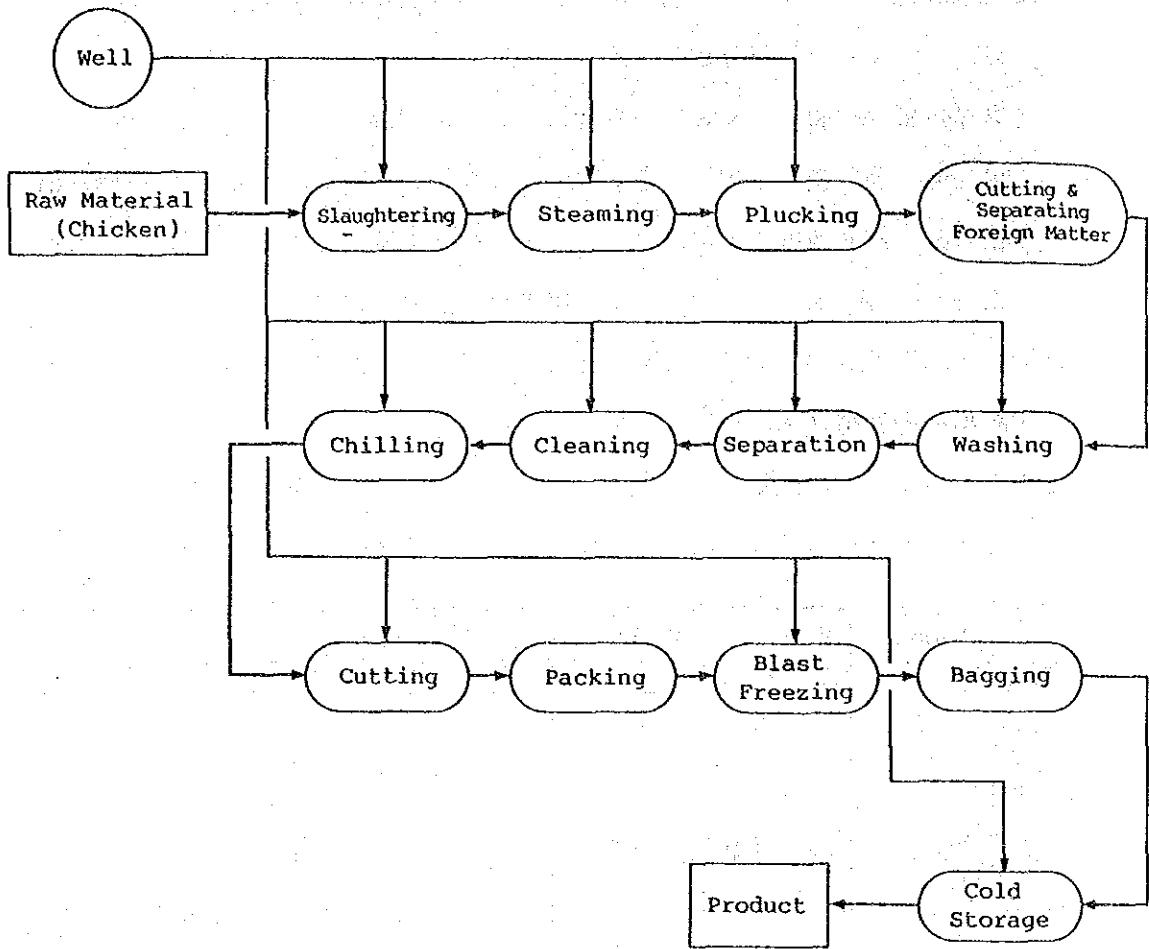 Well
Raw Material
(Chicken)
Slaughtering
Steaming
Plucking
Cutting &
Separating
Foreign Matter
Chilling
Cleaning
Separation
Washing
Cutting
Packing
Blast
Freezing
Bagging
Product
Cold
Storage